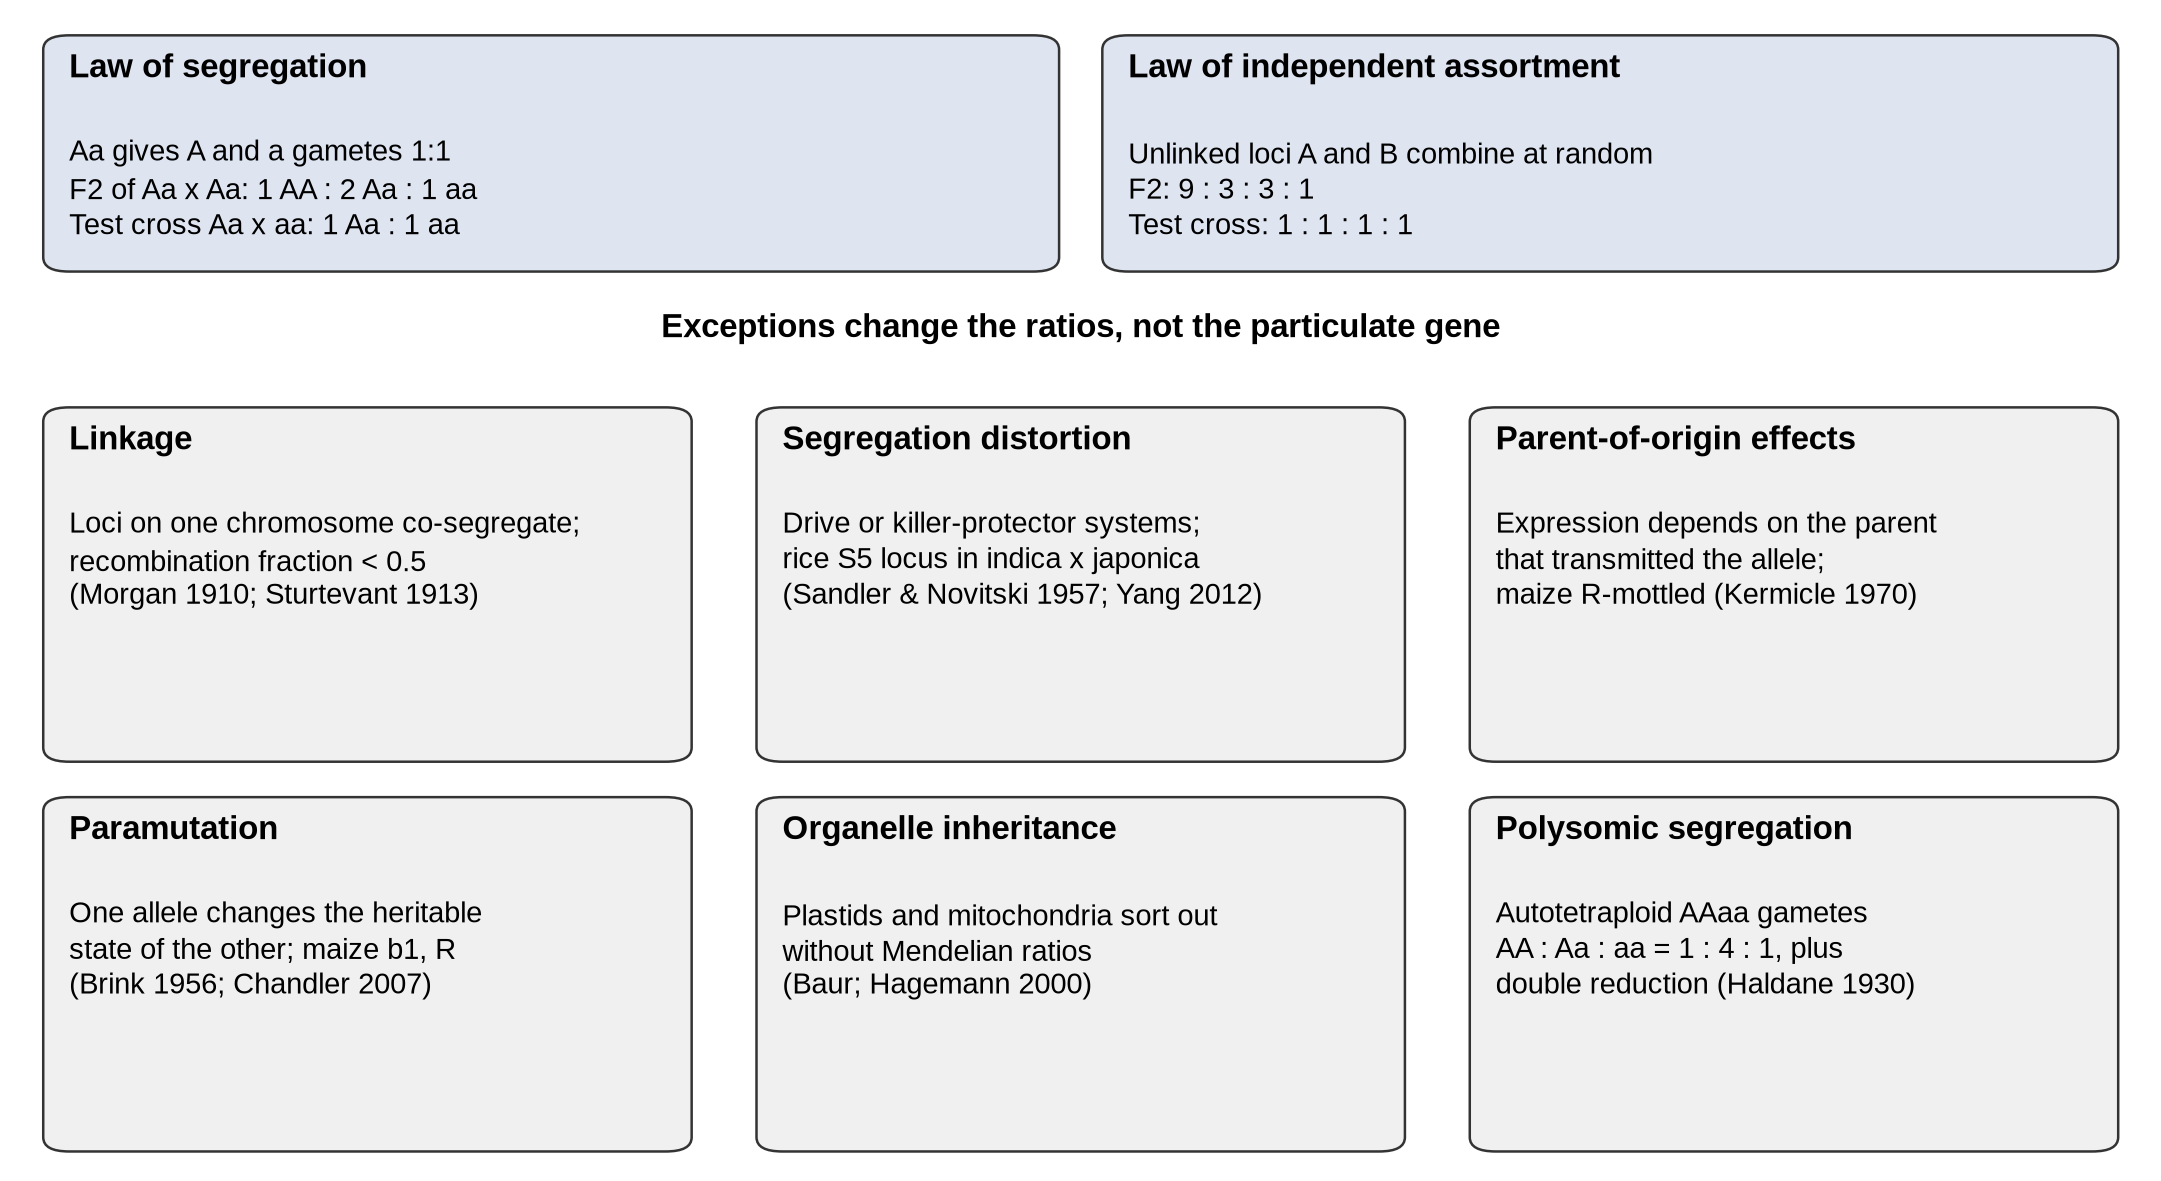 Law of segregation
Aa gives A and a gametes 1:1
F2 of Aa x Aa: 1 AA : 2 Aa : 1 aa
Test cross Aa x aa: 1 Aa : 1 aa
Law of independent assortment
Unlinked loci A and B combine at random
F2: 9 : 3 : 3 : 1
Test cross: 1 : 1 : 1 : 1
Exceptions change the ratios, not the particulate gene
Linkage
Loci on one chromosome co-segregate;
recombination fraction < 0.5
(Morgan 1910; Sturtevant 1913)
Segregation distortion
Drive or killer-protector systems;
rice S5 locus in indica x japonica
(Sandler & Novitski 1957; Yang 2012)
Parent-of-origin effects
Expression depends on the parent
that transmitted the allele;
maize R-mottled (Kermicle 1970)
Paramutation
One allele changes the heritable
state of the other; maize b1, R
(Brink 1956; Chandler 2007)
Organelle inheritance
Plastids and mitochondria sort out
without Mendelian ratios
(Baur; Hagemann 2000)
Polysomic segregation
Autotetraploid AAaa gametes
AA : Aa : aa = 1 : 4 : 1, plus
double reduction (Haldane 1930)